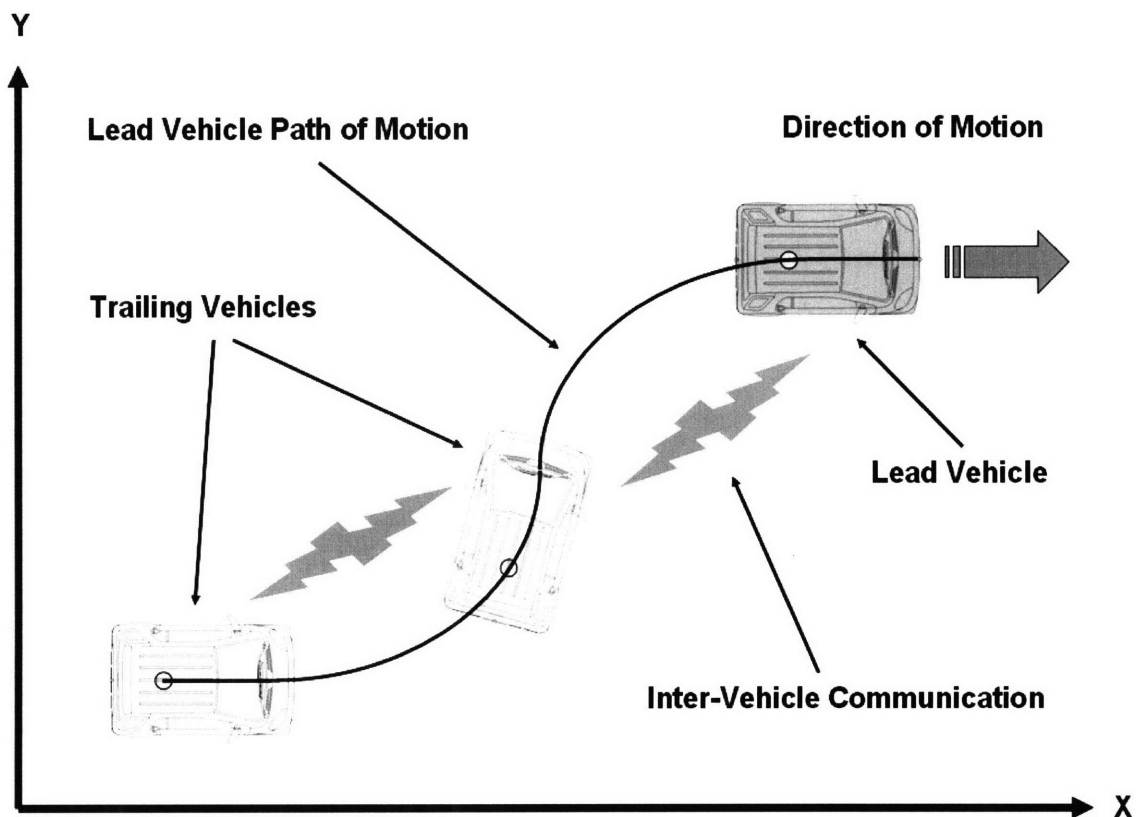 Y
Lead Vehicle Path of Motion
Direction of Motion
Trailing Vehicles
Lead Vehicle
Inter-Vehicle Communication
X